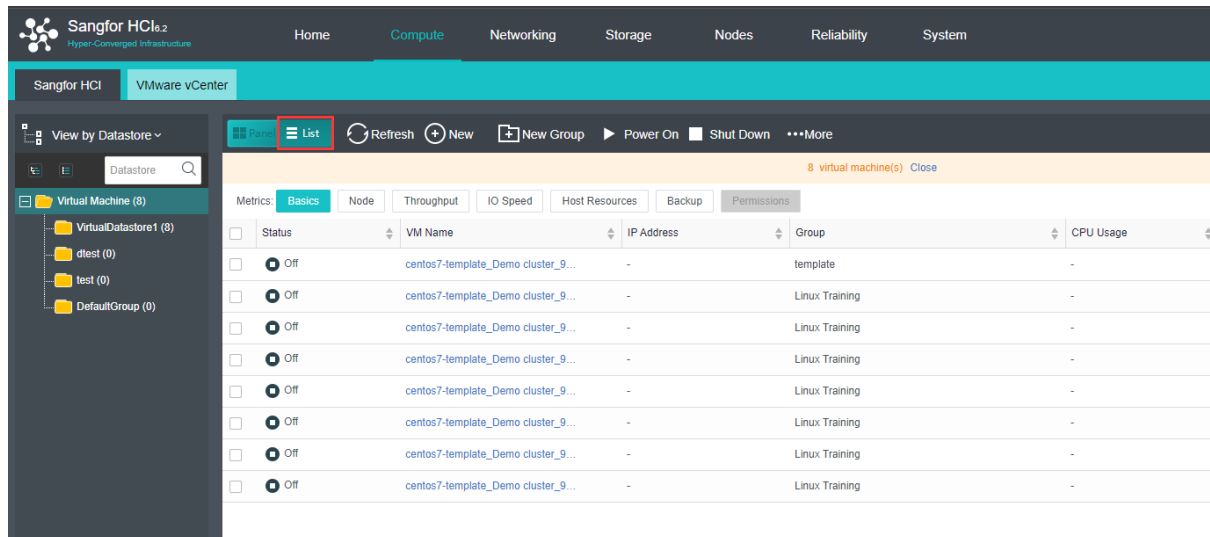 Sangfor HCI6.2
Hyper-Converged Infrastructure
Home Compute Networking Storage Nodes Reliability System
Sangfor HCI VMware vCenter
View by Datastore
Panel List Refresh New New Group Power On Shut Down •••More
Datastore
8 virtual machine(s) Close
Virtual Machine (8)
VirtualDatastore1 (8)
dtest (0)
test (0)
DefaultGroup (0)
Metrics: Basics Node Throughput IO Speed Host Resources Backup Permissions
Status VM Name IP Address Group CPU Usage
Off centos7-template_Demo cluster_9... - template -
Off centos7-template_Demo cluster_9... - Linux Training -
Off centos7-template_Demo cluster_9... - Linux Training -
Off centos7-template_Demo cluster_9... - Linux Training -
Off centos7-template_Demo cluster_9... - Linux Training -
Off centos7-template_Demo cluster_9... - Linux Training -
Off centos7-template_Demo cluster_9... - Linux Training -
Off centos7-template_Demo cluster_9... - Linux Training -